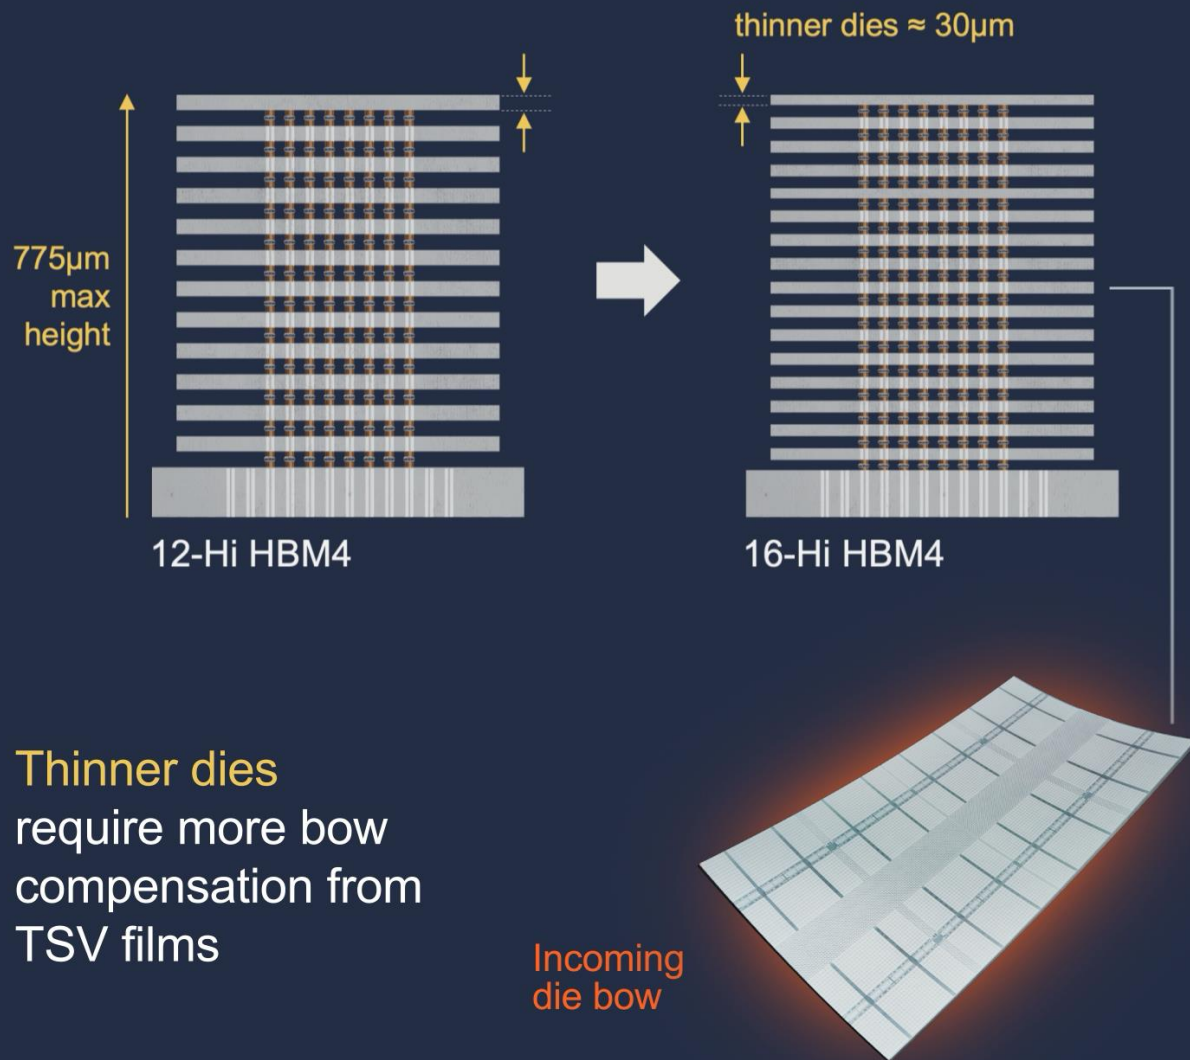 thinner dies ≈ 30µm
775µm
max
height
12-Hi HBM4
16-Hi HBM4
Thinner dies
require more bow
compensation from
TSV films
Incoming
die bow